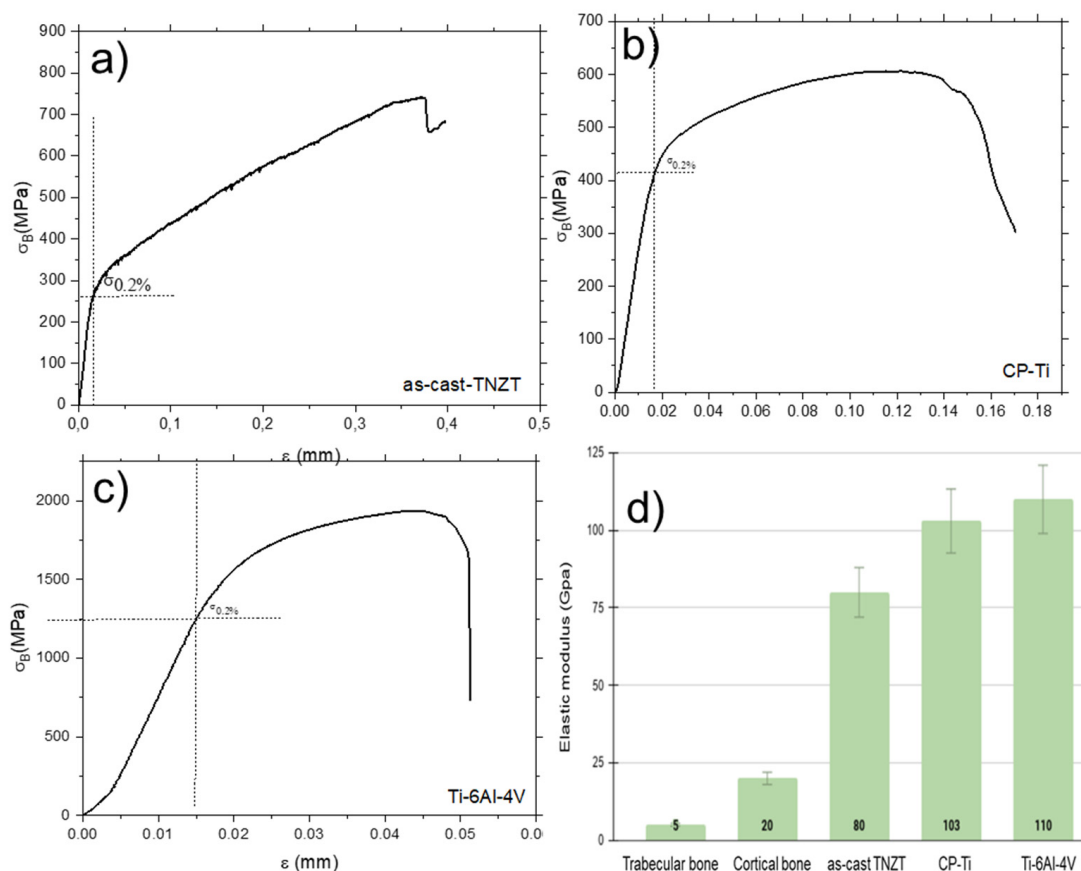 a)
900
800
700
600
500
400
300
200
100
0
σB(MPa)
σ0.2%
as-cast-TNZT
0,0
0,1
0,2
0,3
0,4
0,5
ε (mm)
b)
700
600
500
400
300
200
100
0
σB(MPa)
σ0.2%
CP-Ti
0.00
0.02
0.04
0.06
0.08
0.10
0.12
0.14
0.16
0.18
c)
2000
1500
1000
500
0
σB(MPa)
σ0.2%
Ti-6Al-4V
0.00
0.01
0.02
0.03
0.04
0.05
0.0
ε (mm)
d)
125
100
75
50
25
0
Elastic modulus (Gpa)
5
20
80
103
110
Trabecular bone
Cortical bone
as-cast TNZT
CP-Ti
Ti-6Al-4V